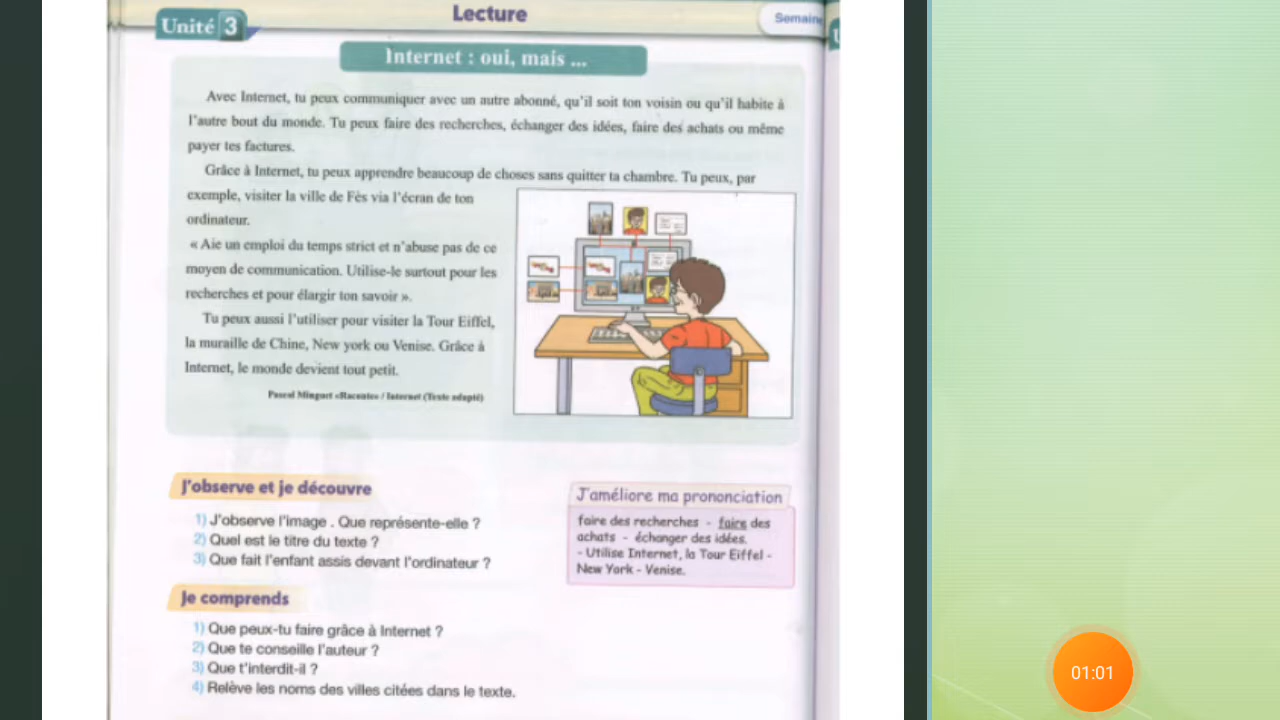 Lecture
Unité 3
Semaine
Internet : oui, mais ...
Avec Internet, tu peux communiquer avec un autre abonné, qu'il soit ton voisin ou qu'il habite à
l'autre bout du monde. Tu peux faire des recherches, échanger des idées, faire des achats ou même
payer tes factures.
Grâce à Internet, tu peux apprendre beaucoup de choses sans quitter ta chambre. Tu peux, par
exemple, visiter la ville de Fès via l'écran de ton
ordinateur.
« Aie un emploi du temps strict et n'abuse pas de ce
moyen de communication. Utilise-le surtout pour les
recherches et pour élargir ton savoir ».
Tu peux aussi l'utiliser pour visiter la Tour Eiffel,
la muraille de Chine, New york ou Venise. Grâce à
Internet, le monde devient tout petit.
Pascal / Internet (Texte adapté)
J'observe et je découvre
1) J'observe l'image . Que représente-elle ?
2) Quel est le titre du texte ?
3) Que fait l'enfant assis devant l'ordinateur ?
J'améliore ma prononciation
faire des recherches - faire des
achats - échanger des idées.
- Utilise Internet, la Tour Eiffel -
New York - Venise.
Je comprends
1) Que peux-tu faire grâce à Internet ?
2) Que te conseille l'auteur ?
3) Que t'interdit-il ?
4) Relève les noms des villes citées dans le texte.
01:01